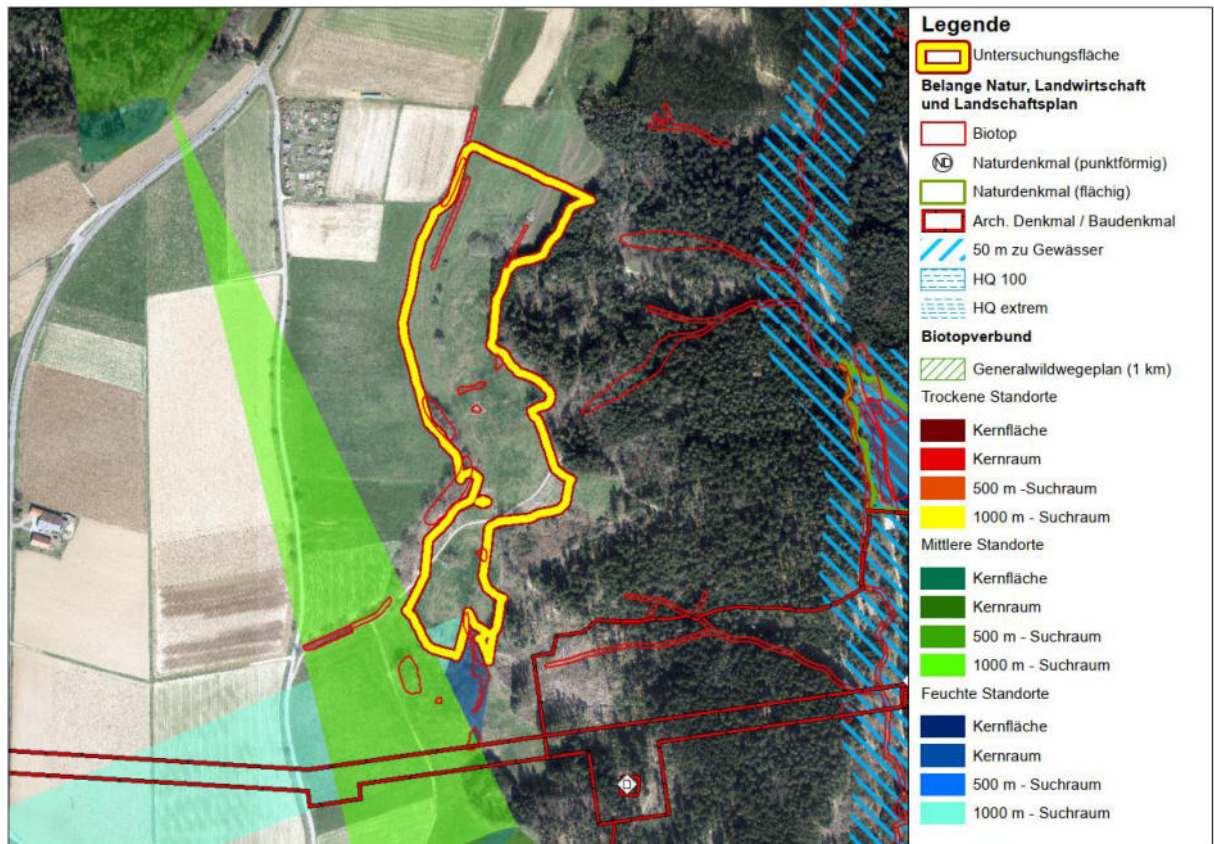 Legende
Untersuchungsfläche
Belange Natur, Landwirtschaft
und Landschaftsplan
Biotop
ND Naturdenkmal (punktförmig)
Naturdenkmal (flächig)
Arch. Denkmal / Baudenkmal
50 m zu Gewässer
HQ 100
HQ extrem
Biotopverbund
Generalwildwegeplan (1 km)
Trockene Standorte
Kernfläche
Kernraum
500 m -Suchraum
1000 m - Suchraum
Mittlere Standorte
Kernfläche
Kernraum
500 m - Suchraum
1000 m - Suchraum
Feuchte Standorte
Kernfläche
Kernraum
500 m - Suchraum
1000 m - Suchraum
D